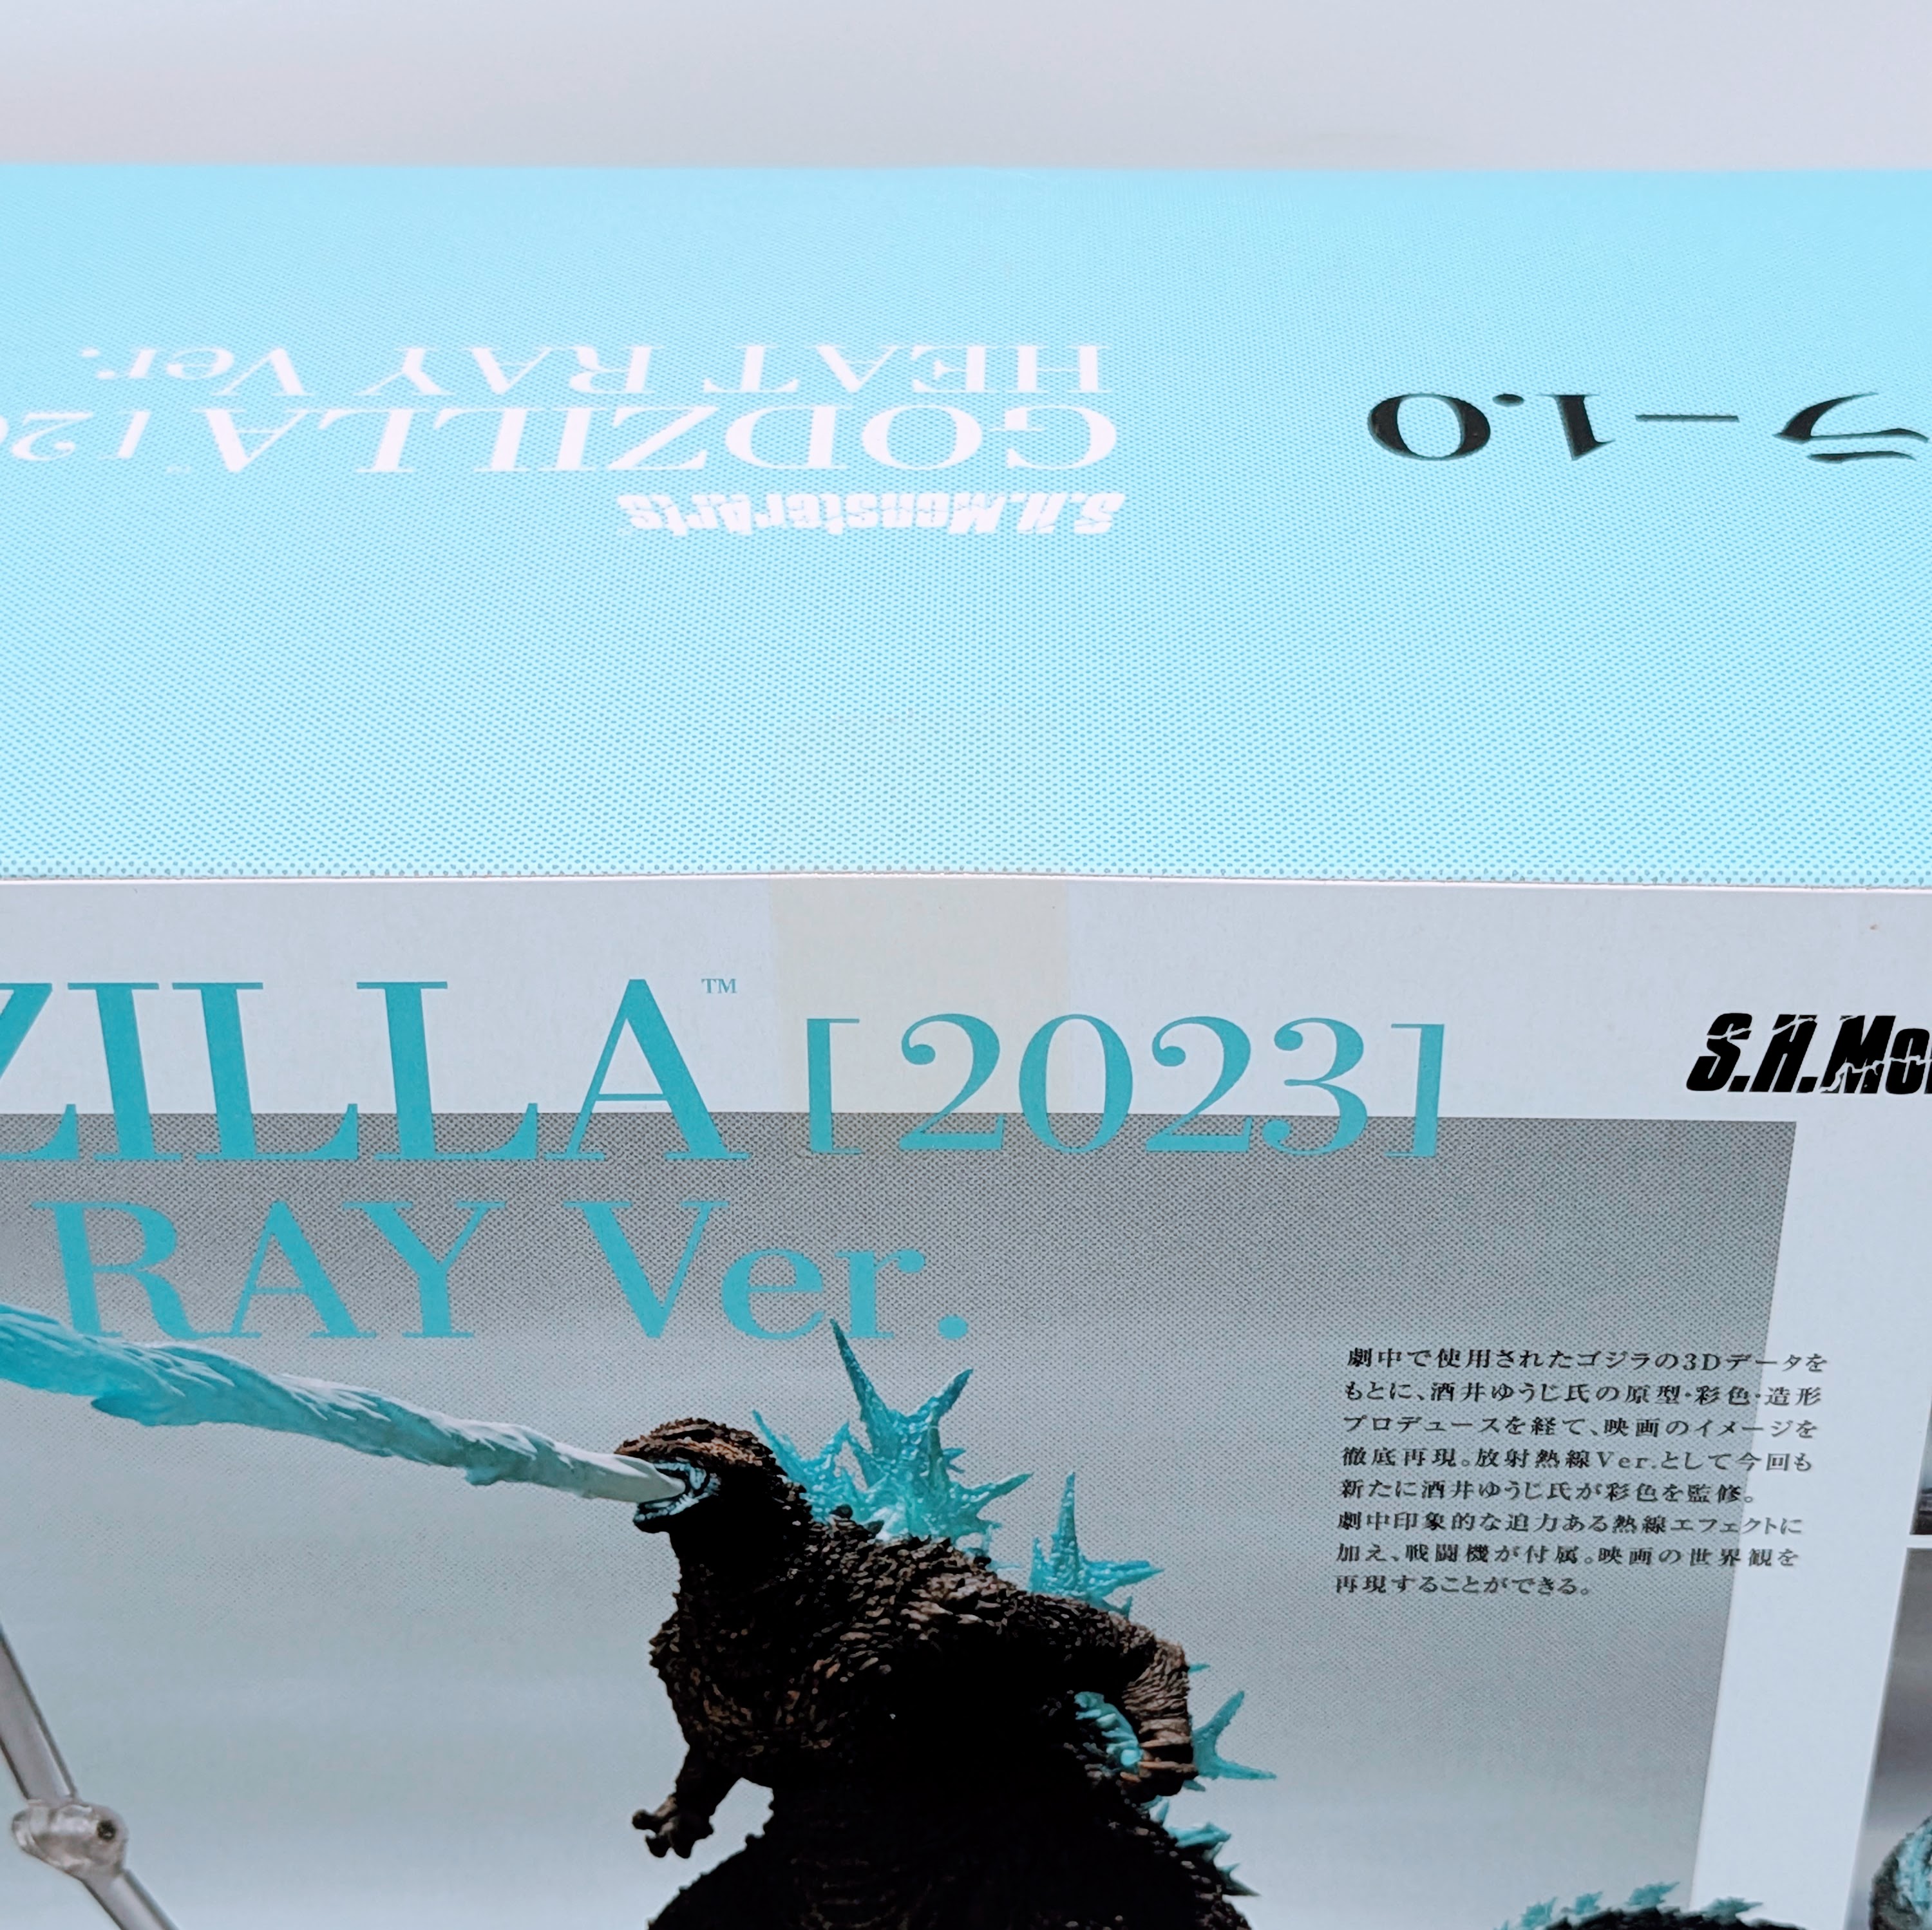 HEAT RAY Ver.
GODZILLA™ [2
S.H.MonsterArts
ラ-1.0
ZILLA™ [2023]
RAY Ver.
S.H.Mo
劇中で使用されたゴジラの3Dデータを
もとに、酒井ゆうじ氏の原型·彩色·造形
プロデュースを経て、映画のイメージを
徹底再現。放射熱線Ver.として今回も
新たに酒井ゆうじ氏が彩色を監修。
劇中印象的な迫力ある熱線エフェクトに
加え、戦闘機が付属。映画の世界観を
再現することができる。